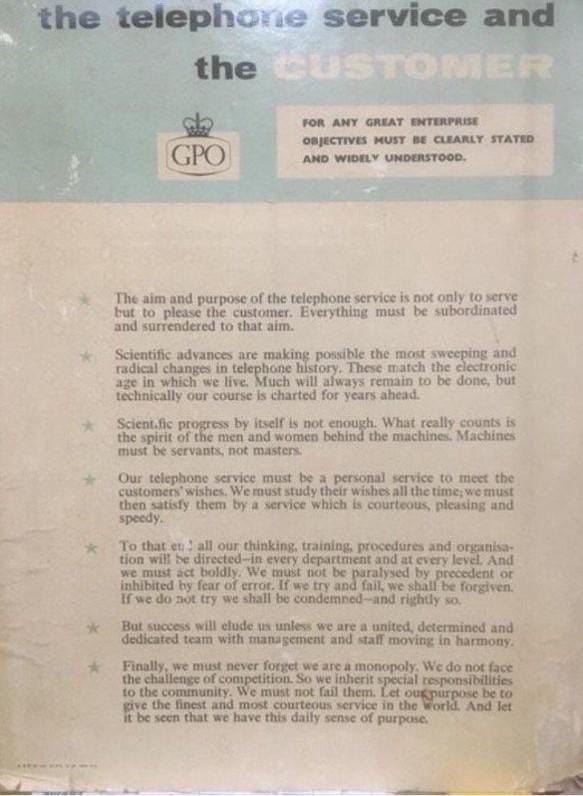 the telephone service and
the CUSTOMER
GPO
FOR ANY GREAT ENTERPRISE
OBJECTIVES MUST BE CLEARLY STATED
AND WIDELY UNDERSTOOD.
The aim and purpose of the telephone service is not only to serve
but to please the customer. Everything must be subordinated
and surrendered to that aim.
Scientific advances are making possible the most sweeping and
radical changes in telephone history. These match the electronic
age in which we live. Much will always remain to be done, but
technically our course is charted for years ahead.
Scientific progress by itself is not enough. What really counts is
the spirit of the men and women behind the machines. Machines
must be servants, not masters.
Our telephone service must be a personal service to meet the
customers' wishes. We must study their wishes all the time; we must
then satisfy them by a service which is courteous, pleasing and
speedy.
To that end all our thinking, training, procedures and organisa-
tion will be directed—in every department and at every level. And
we must act boldly. We must not be paralysed by precedent or
inhibited by fear of error. If we try and fail, we shall be forgiven.
If we do not try we shall be condemned—and rightly so.
But success will elude us unless we are a united, determined and
dedicated team with management and staff moving in harmony.
Finally, we must never forget we are a monopoly. We do not face
the challenge of competition. So we inherit special responsibilities
to the community. We must not fail them. Let our purpose be to
give the finest and most courteous service in the world. And let
it be seen that we have this daily sense of purpose.